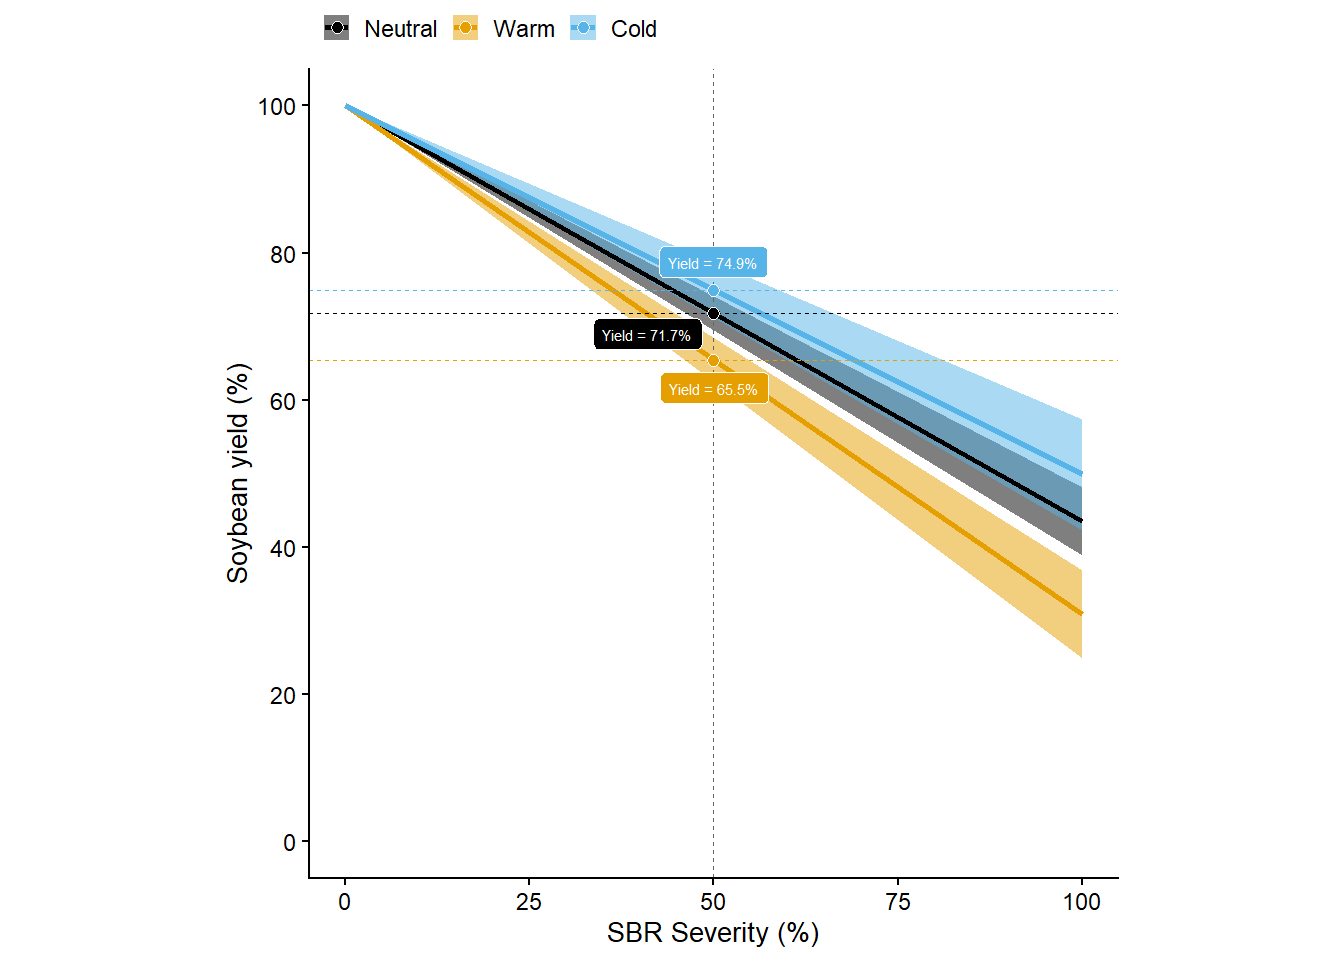 Neutral Warm Cold
100
80
60
40
20
0
Soybean yield (%)
Yield = 74.9%
Yield = 71.7%
Yield = 65.5%
0 25 50 75 100
SBR Severity (%)